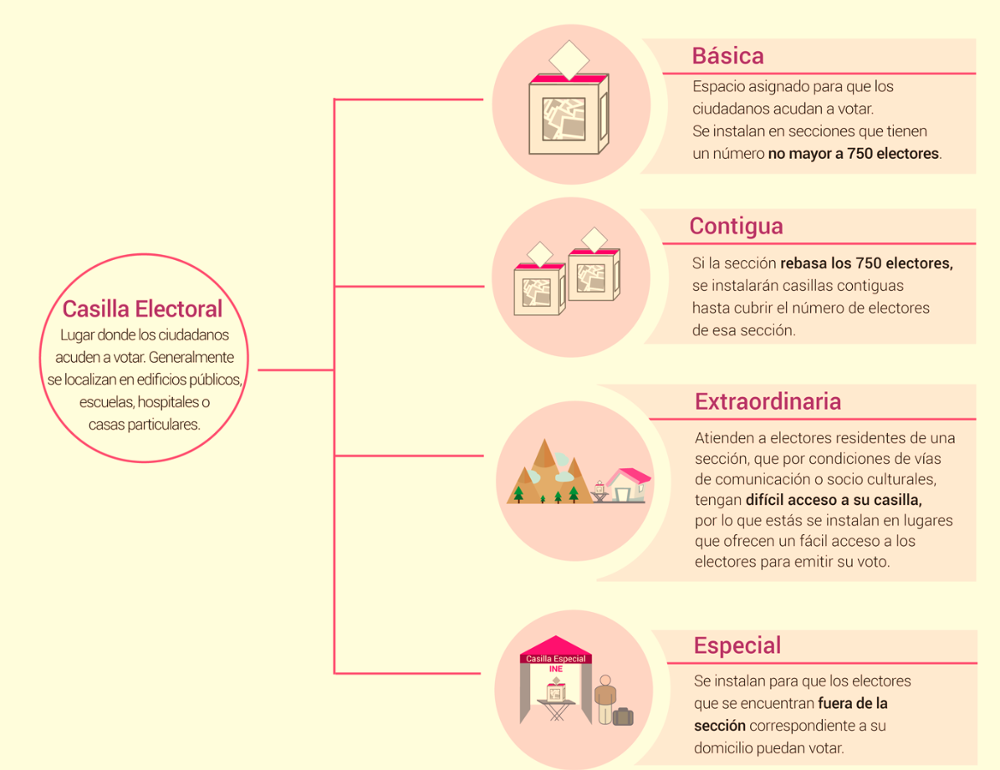 Casilla Electoral
Lugar donde los ciudadanos
acuden a votar. Generalmente
se localizan en edificios públicos,
escuelas, hospitales o
casas particulares.
Básica
Espacio asignado para que los
ciudadanos acudan a votar.
Se instalan en secciones que tienen
un número no mayor a 750 electores.
Contigua
Si la sección rebasa los 750 electores,
se instalarán casillas contiguas
hasta cubrir el número de electores
de esa sección.
Extraordinaria
Atienden a electores residentes de una
sección, que por condiciones de vías
de comunicación o socio culturales,
tengan difícil acceso a su casilla,
por lo que estás se instalan en lugares
que ofrecen un fácil acceso a los
electores para emitir su voto.
Casilla Especial
INE
Especial
Se instalan para que los electores
que se encuentran fuera de la
sección correspondiente a su
domicilio puedan votar.